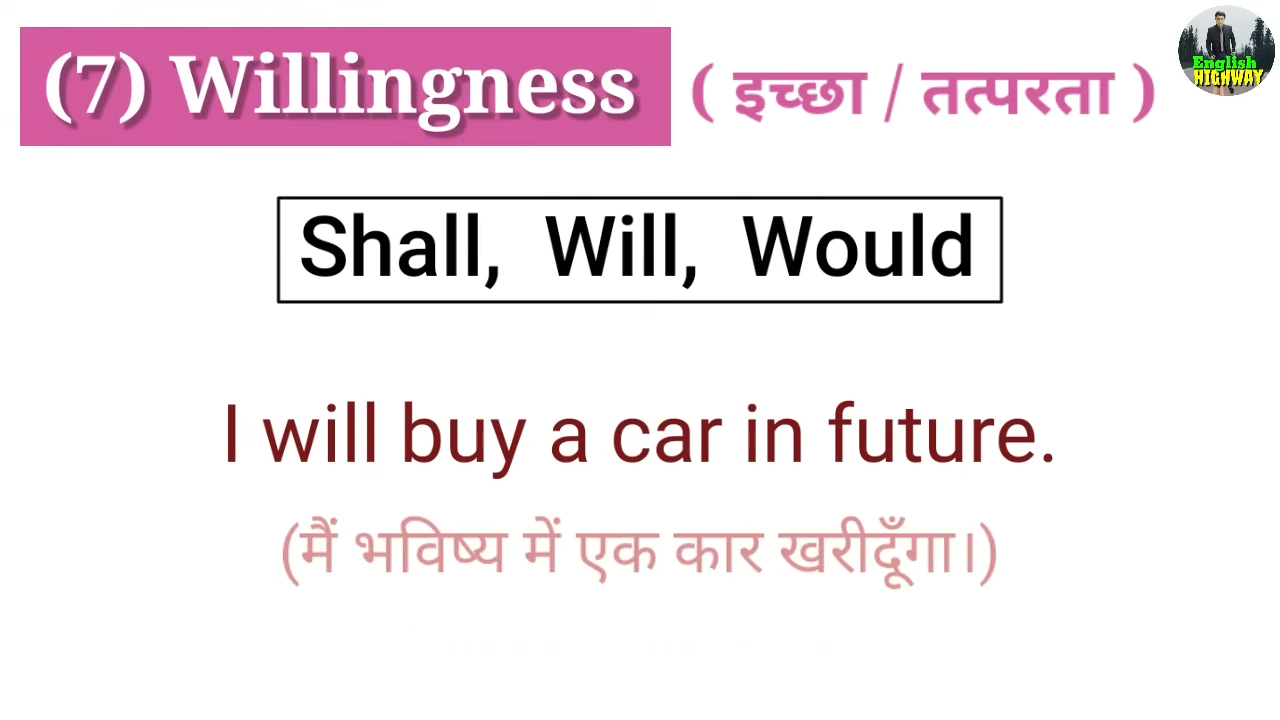 (7) Willingness ( इच्छा / तत्परता )
English
HIGHWAY
Shall, Will, Would
I will buy a car in future.
(मैं भविष्य में एक कार खरीदूँगा।)